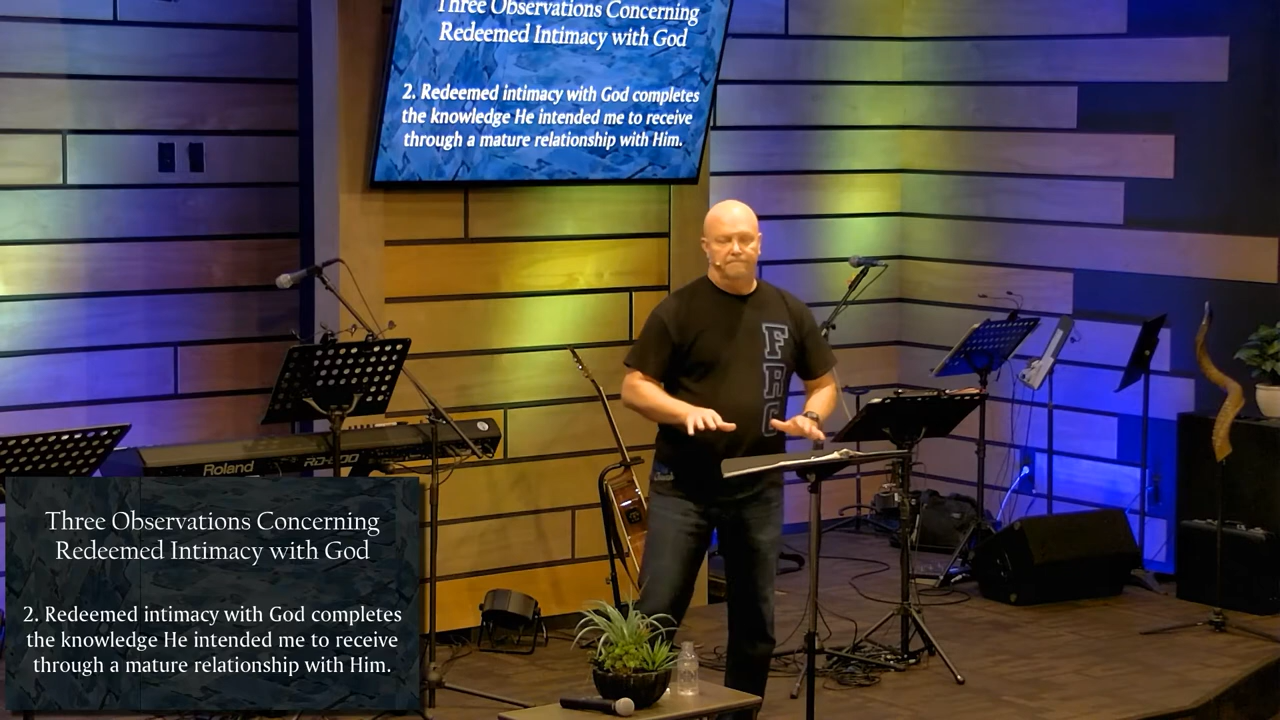 Three Observations Concerning
Redeemed Intimacy with God
2. Redeemed intimacy with God completes
the knowledge He intended me to receive
through a mature relationship with Him.
FRC
Roland
Three Observations Concerning
Redeemed Intimacy with God
2. Redeemed intimacy with God completes
the knowledge He intended me to receive
through a mature relationship with Him.